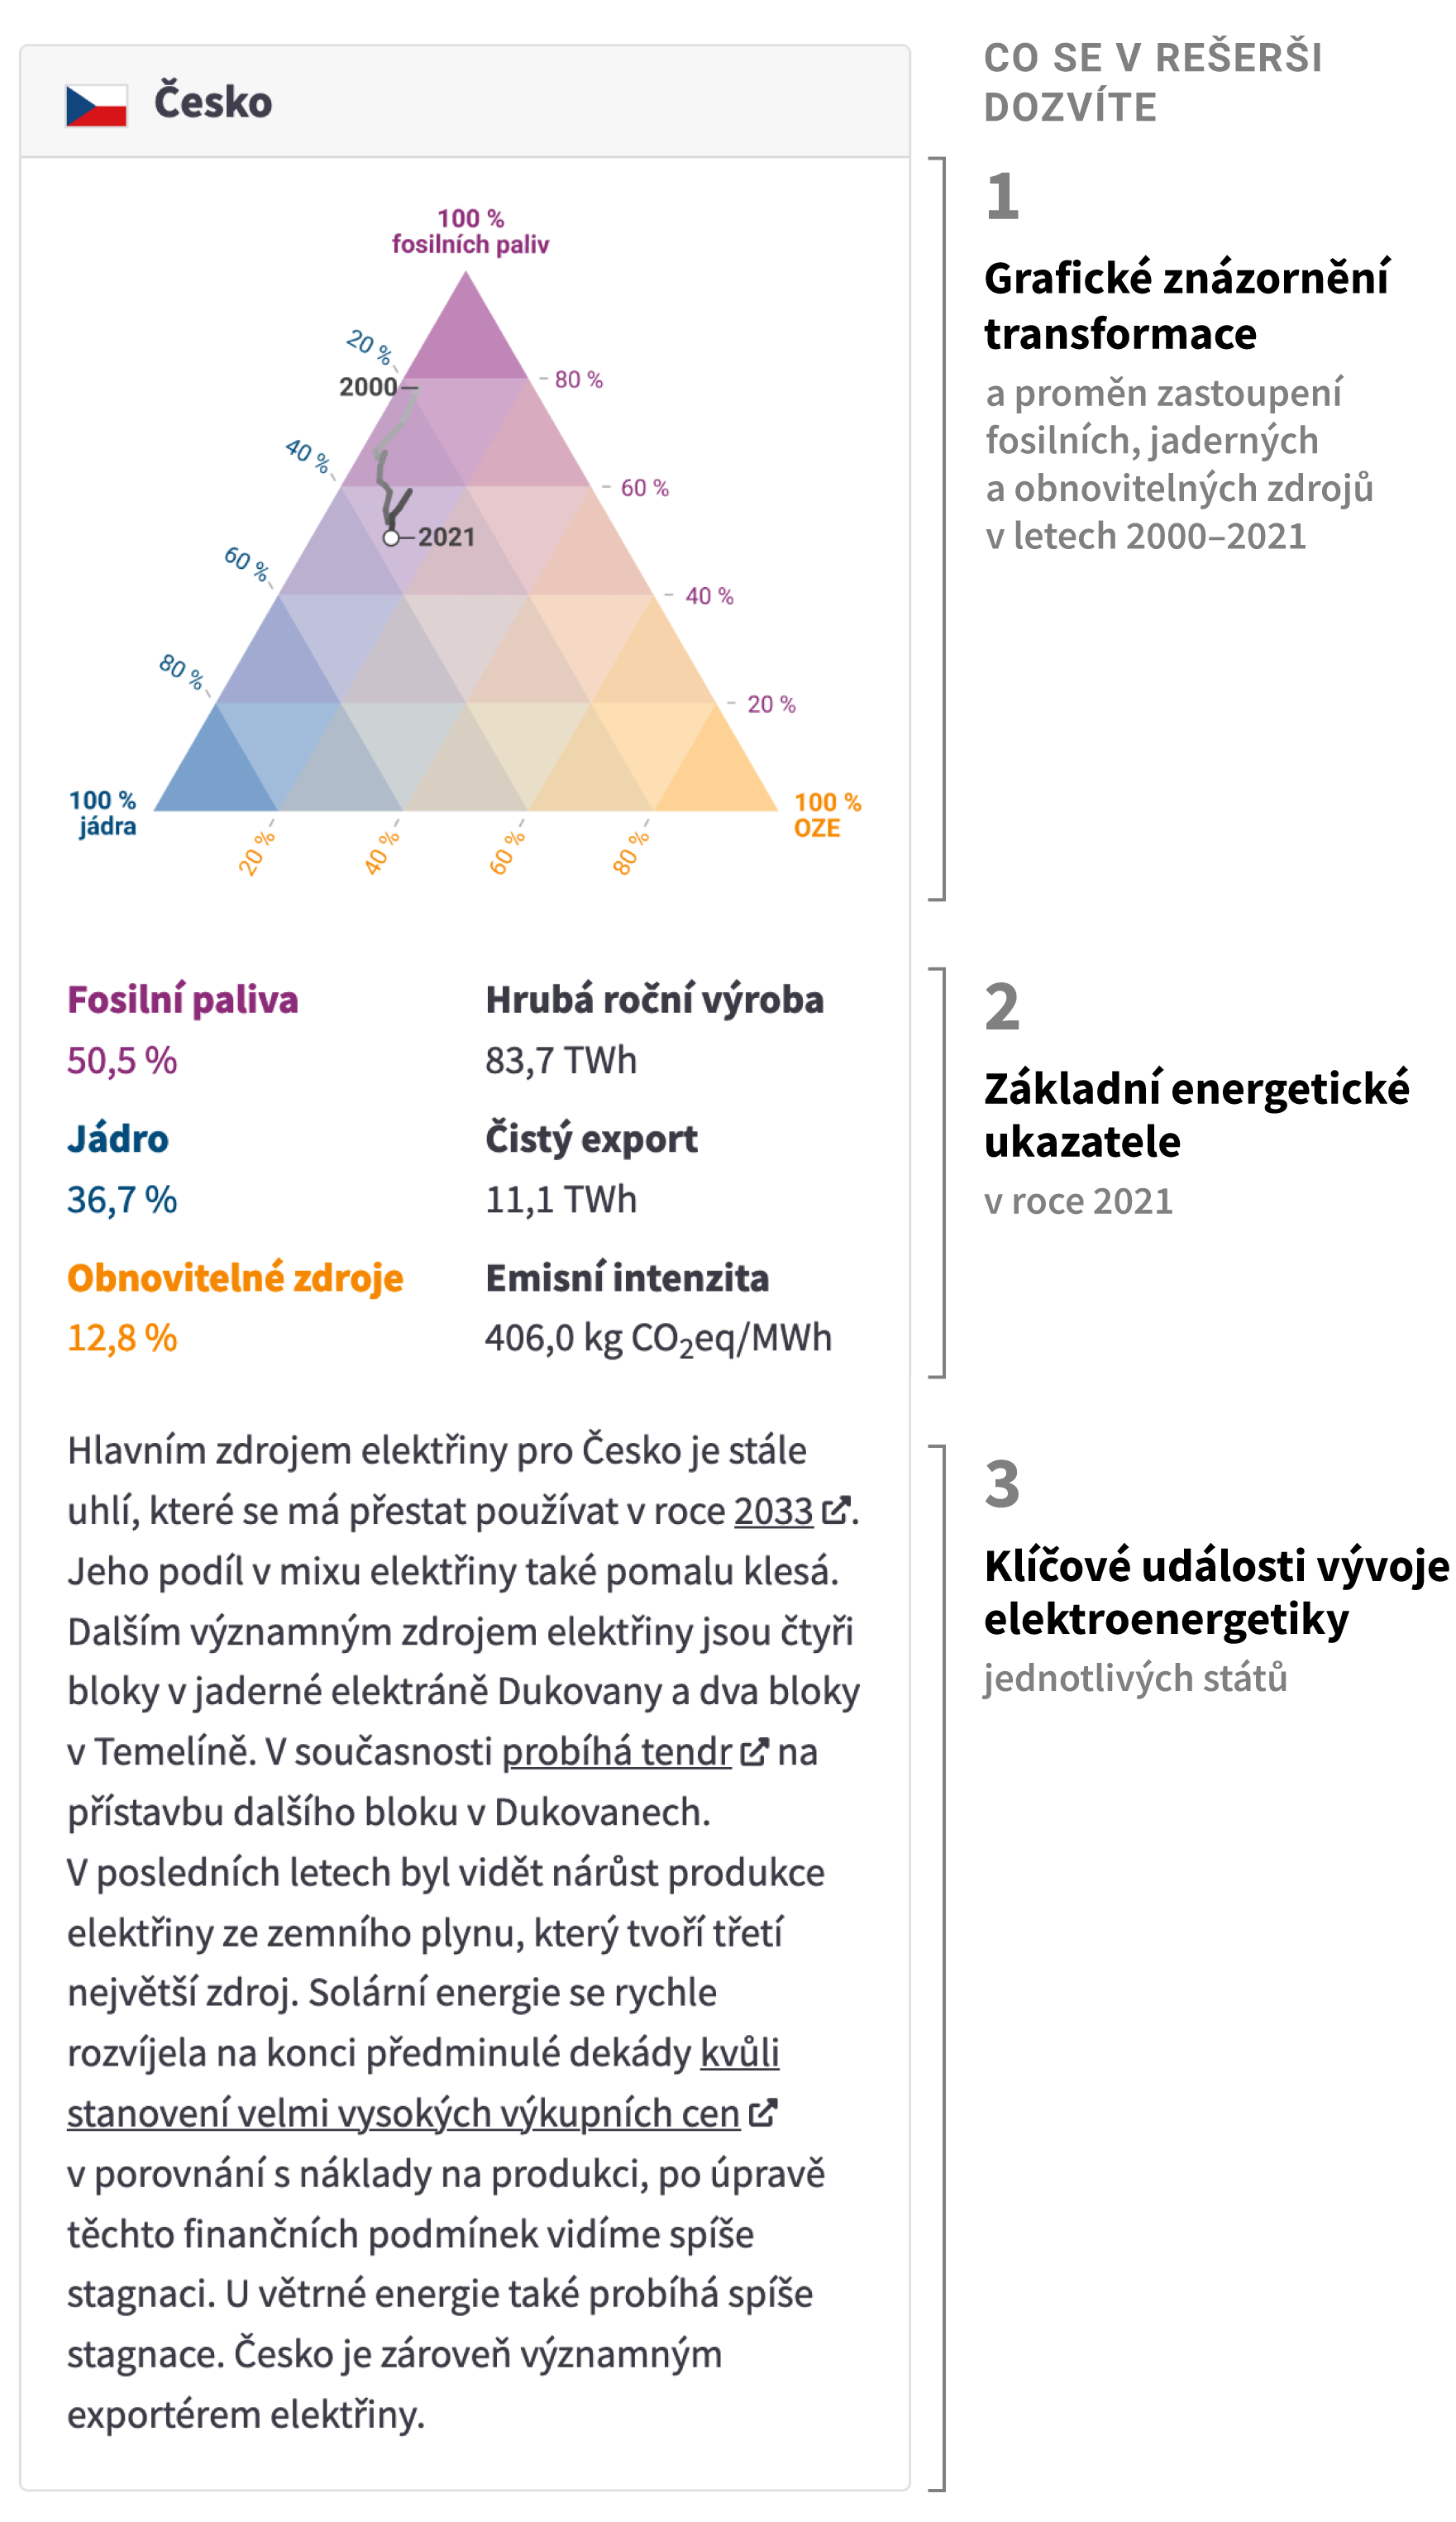 Česko
100 %
fosilních paliv
20 %
2000
80 %
40 %
60 %
2021
60 %
40 %
80 %
20 %
100 %
jádra
100 %
OZE
20 %
40 %
60 %
80 %
Fosilní paliva
50,5 %
Hrubá roční výroba
83,7 TWh
Jádro
36,7 %
Čistý export
11,1 TWh
Obnovitelné zdroje
12,8 %
Emisní intenzita
406,0 kg CO₂eq/MWh
Hlavním zdrojem elektřiny pro Česko je stále
uhlí, které se má přestat používat v roce 2033.
Jeho podíl v mixu elektřiny také pomalu klesá.
Dalším významným zdrojem elektřiny jsou čtyři
bloky v jaderné elektráně Dukovany a dva bloky
v Temelíně. V současnosti probíhá tendr na
přístavbu dalšího bloku v Dukovanech.
V posledních letech byl vidět nárůst produkce
elektřiny ze zemního plynu, který tvoří třetí
největší zdroj. Solární energie se rychle
rozvíjela na konci předminulé dekády kvůli
stanovení velmi vysokých výkupních cen
v porovnání s náklady na produkci, po úpravě
těchto finančních podmínek vidíme spíše
stagnaci. U větrné energie také probíhá spíše
stagnace. Česko je zároveň významným
exportérem elektřiny.
CO SE V REŠERŠI
DOZVÍTE
1
Grafické znázornění
transformace
a proměn zastoupení
fosilních, jaderných
a obnovitelných zdrojů
v letech 2000–2021
2
Základní energetické
ukazatele
v roce 2021
3
Klíčové události vývoje
elektroenergetiky
jednotlivých států